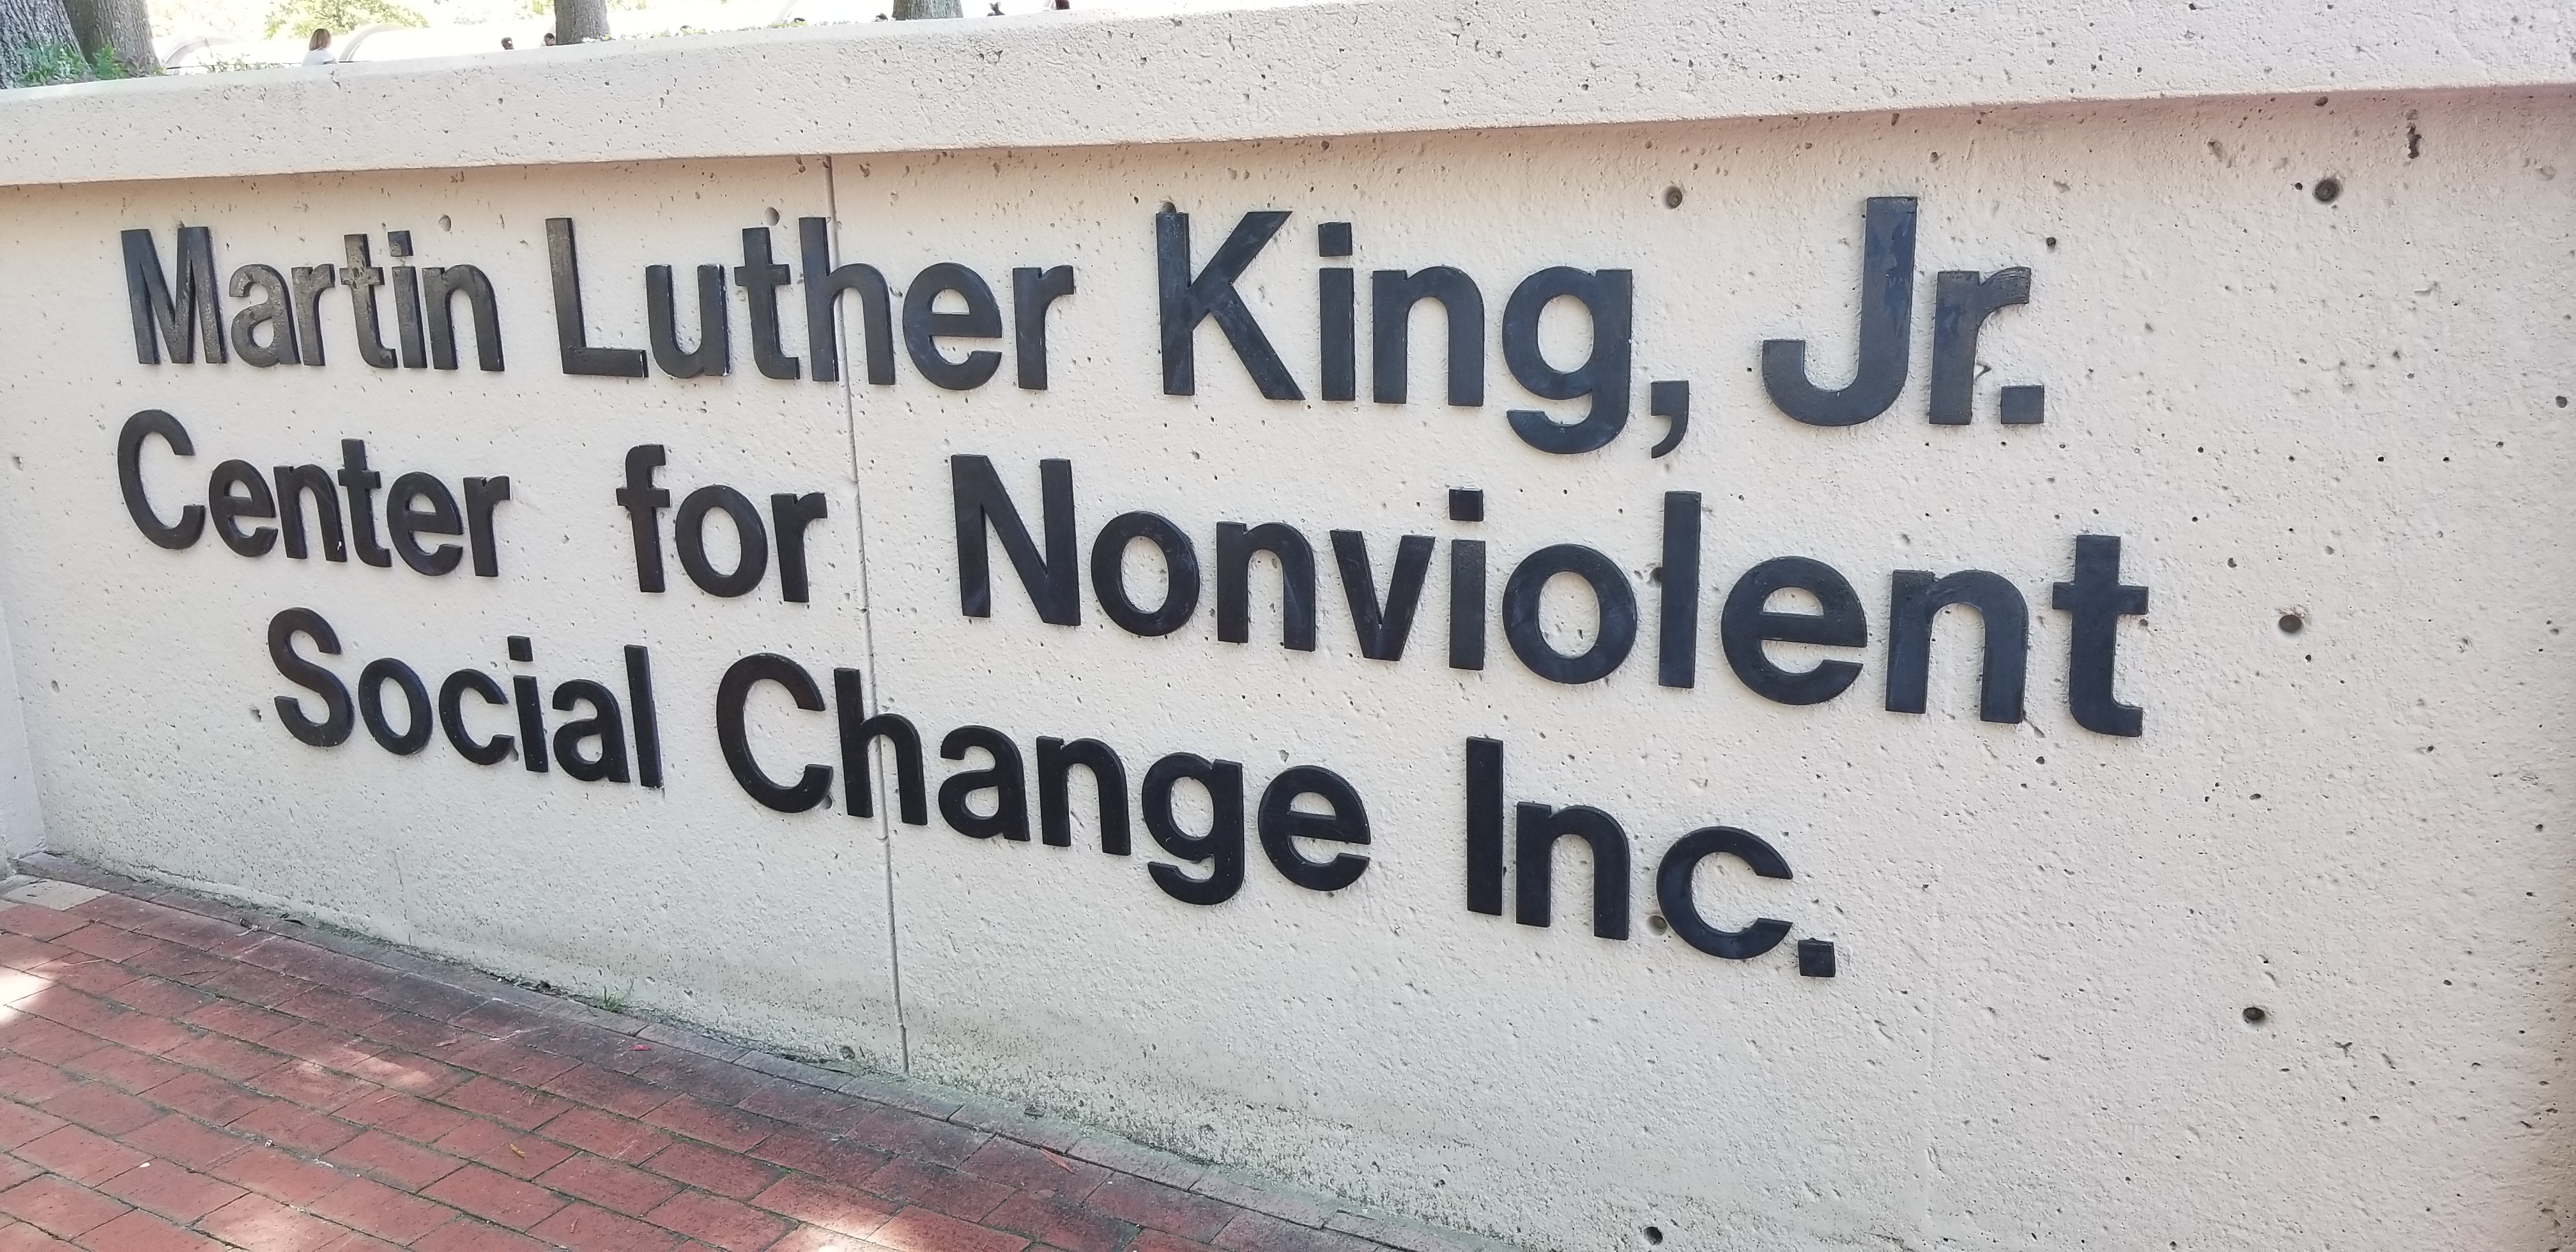 Martin Luther King, Jr.
Center for Nonviolent
Social Change Inc.